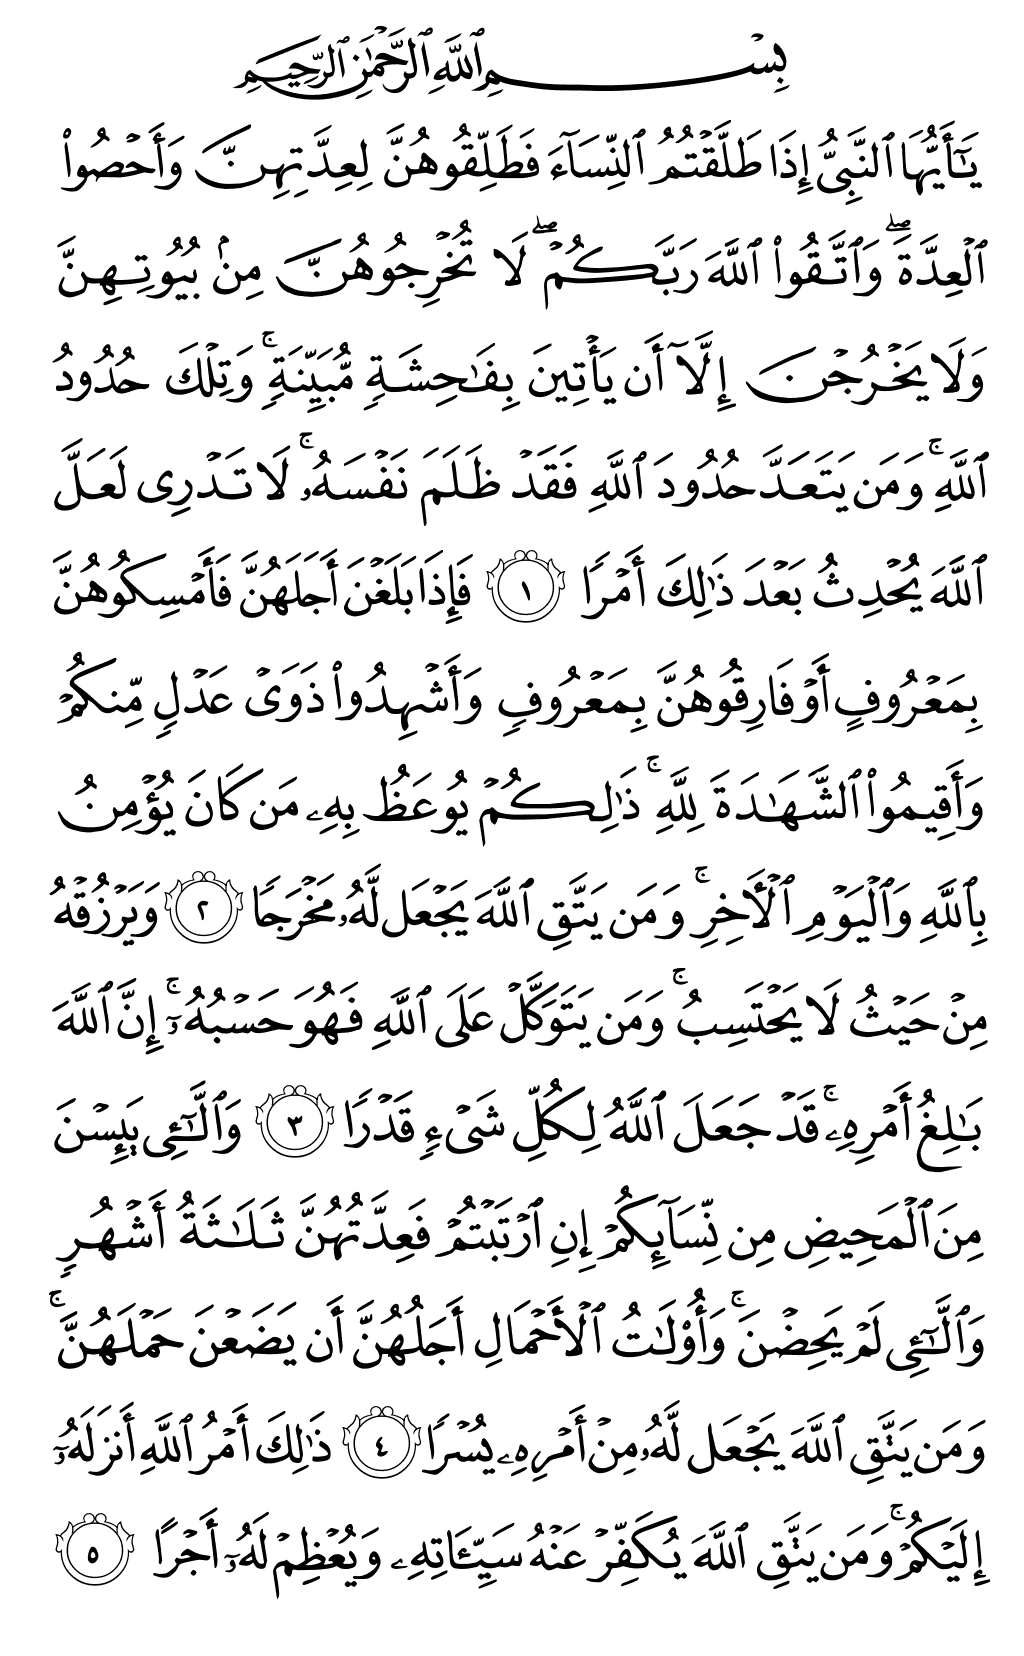 بِسْمِ ٱللَّهِ ٱلرَّحْمَٰنِ ٱلرَّحِيمِ
يَٰٓأَيُّهَا ٱلنَّبِىُّ إِذَا طَلَّقْتُمُ ٱلنِّسَآءَ فَطَلِّقُوهُنَّ لِعِدَّتِهِنَّ وَأَحْصُوا۟
ٱلْعِدَّةَ ۖ وَٱتَّقُوا۟ ٱللَّهَ رَبَّكُمْ ۖ لَا تُخْرِجُوهُنَّ مِنۢ بُيُوتِهِنَّ
وَلَا يَخْرُجْنَ إِلَّآ أَن يَأْتِينَ بِفَٰحِشَةٍ مُّبَيِّنَةٍ ۚ وَتِلْكَ حُدُودُ
ٱللَّهِ ۚ وَمَن يَتَعَدَّ حُدُودَ ٱللَّهِ فَقَدْ ظَلَمَ نَفْسَهُۥ ۚ لَا تَدْرِى لَعَلَّ
ٱللَّهَ يُحْدِثُ بَعْدَ ذَٰلِكَ أَمْرًا ١ فَإِذَا بَلَغْنَ أَجَلَهُنَّ فَأَمْسِكُوهُنَّ
بِمَعْرُوفٍ أَوْ فَارِقُوهُنَّ بِمَعْرُوفٍ وَأَشْهِدُوا۟ ذَوَىْ عَدْلٍ مِّنكُمْ
وَأَقِيمُوا۟ ٱلشَّهَٰدَةَ لِلَّهِ ۚ ذَٰلِكُمْ يُوعَظُ بِهِۦ مَن كَانَ يُؤْمِنُ
بِٱللَّهِ وَٱلْيَوْمِ ٱلْأَخِرِ ۚ وَمَن يَتَّقِ ٱللَّهَ يَجْعَل لَّهُۥ مَخْرَجًا ٢ وَيَرْزُقْهُ
مِنْ حَيْثُ لَا يَحْتَسِبُ ۚ وَمَن يَتَوَكَّلْ عَلَى ٱللَّهِ فَهُوَ حَسْبُهُۥٓ ۚ إِنَّ ٱللَّهَ
بَٰلِغُ أَمْرِهِۦ ۚ قَدْ جَعَلَ ٱللَّهُ لِكُلِّ شَىْءٍ قَدْرًا ٣ وَٱلَّٰٓـِٔى يَئِسْنَ
مِنَ ٱلْمَحِيضِ مِن نِّسَآئِكُمْ إِنِ ٱرْتَبْتُمْ فَعِدَّتُهُنَّ ثَلَٰثَةُ أَشْهُرٍ
وَٱلَّٰٓـِٔى لَمْ يَحِضْنَ ۚ وَأُو۟لَٰتُ ٱلْأَحْمَالِ أَجَلُهُنَّ أَن يَضَعْنَ حَمْلَهُنَّ ۚ
وَمَن يَتَّقِ ٱللَّهَ يَجْعَل لَّهُۥ مِنْ أَمْرِهِۦ يُسْرًا ٤ ذَٰلِكَ أَمْرُ ٱللَّهِ أَنزَلَهُۥٓ
إِلَيْكُمْ ۚ وَمَن يَتَّقِ ٱللَّهَ يُكَفِّرْ عَنْهُ سَيِّـَٔاتِهِۦ وَيُعْظِمْ لَهُۥٓ أَجْرًا ٥